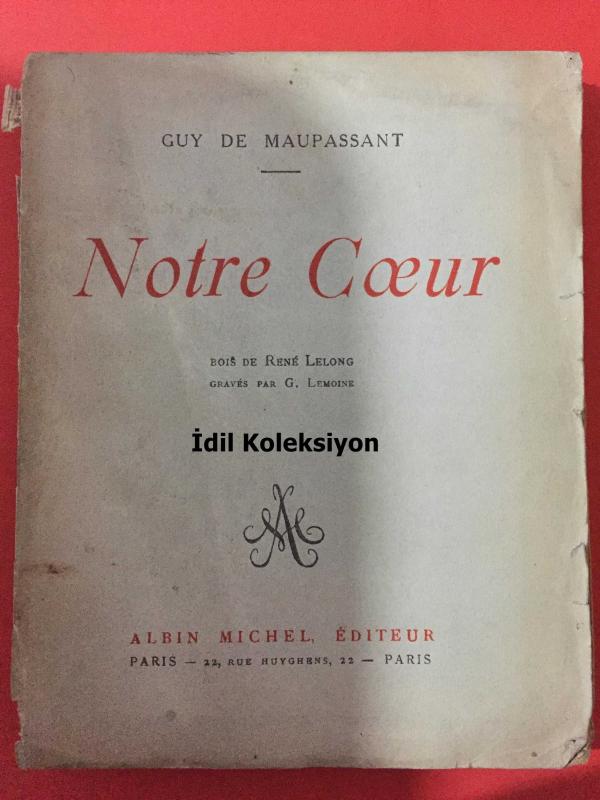 GUY DE MAUPASSANT
Notre Cœur
BOIS DE RENÉ LELONG
GRAVÉS PAR G. LEMOINE
İdil Koleksiyon
AM
ALBIN MICHEL, ÉDITEUR
PARIS — 22, RUE HUYGHENS, 22 — PARIS